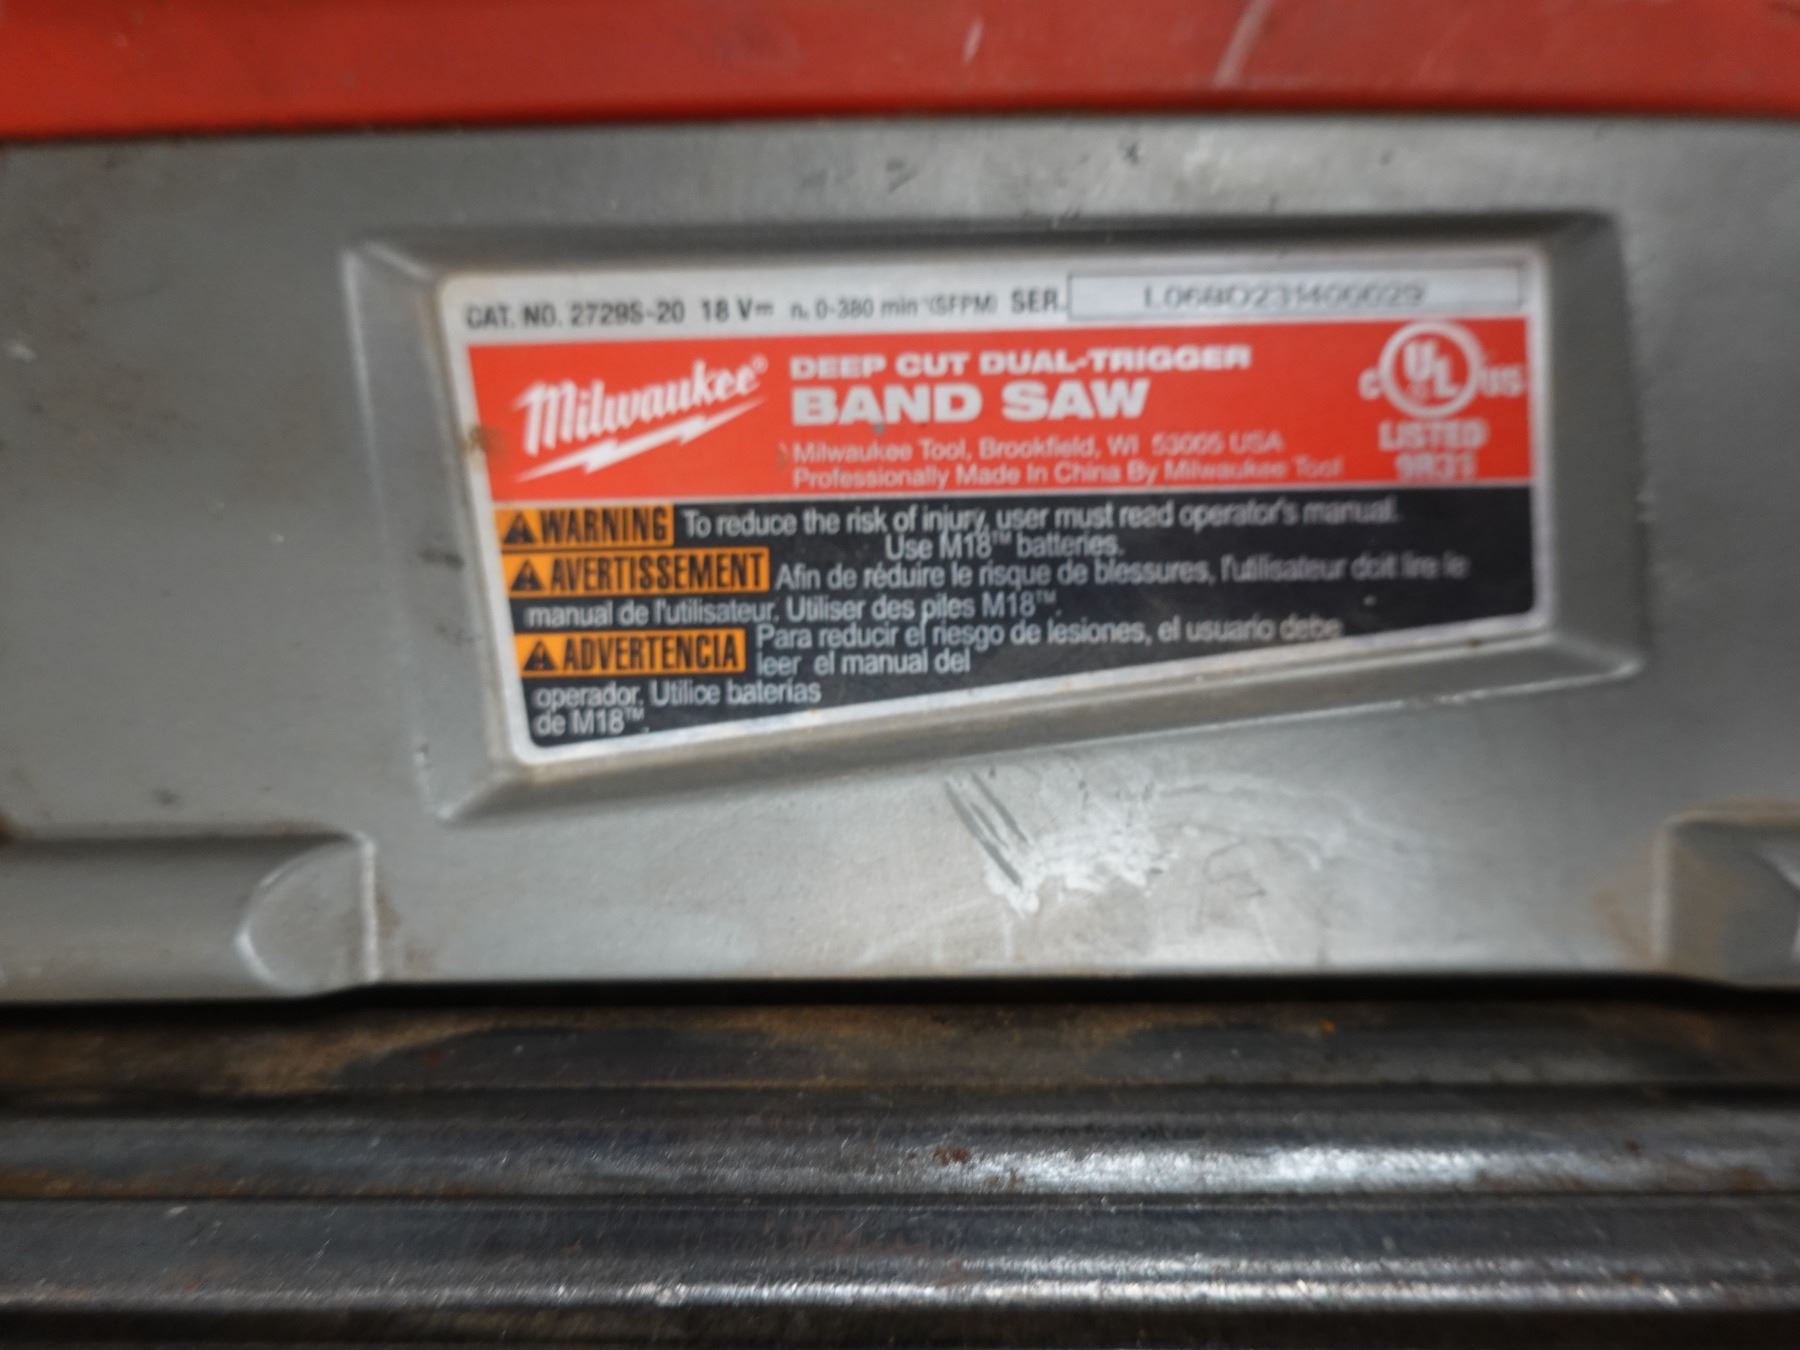 CAT. NO. 2729S-20 18 V⎓ n₀ 0-380 min⁻¹(SFPM) SER.
Milwaukee®
DEEP CUT DUAL-TRIGGER
BAND SAW
Milwaukee Tool, Brookfield, WI 53005 USA
Professionally Made In China By Milwaukee Tool
C UL US
LISTED
9R31
WARNING To reduce the risk of injury, user must read operator's manual.
Use M18™ batteries.
AVERTISSEMENT Afin de réduire le risque de blessures, l'utilisateur doit lire le
manual de l'utilisateur. Utiliser des piles M18™.
ADVERTENCIA Para reducir el riesgo de lesiones, el usuario debe
leer el manual del
operador. Utilice baterías
de M18™.